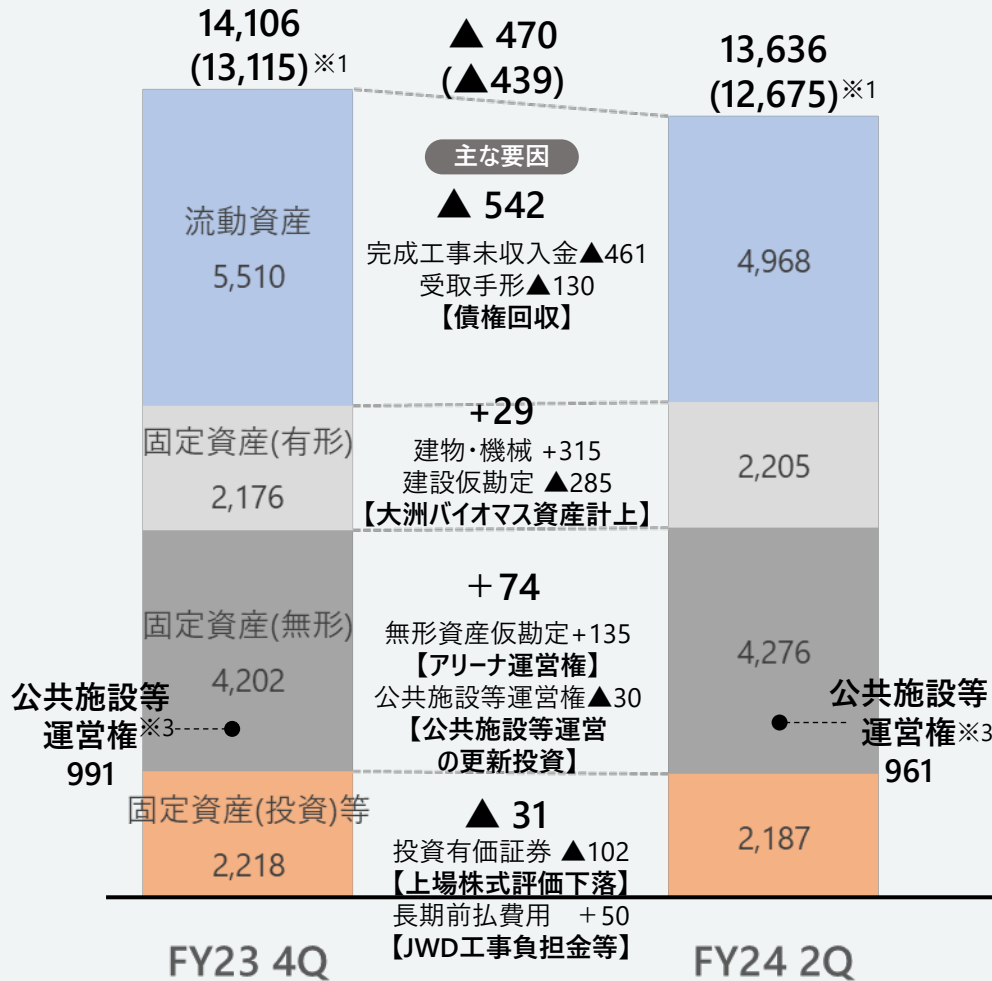 14,106
(13,115)※1
▲ 470
(▲439)
13,636
(12,675)※1
主な要因
▲ 542
完成工事未収入金▲461
受取手形▲130
【債権回収】
流動資産
5,510
4,968
+29
建物・機械 +315
建設仮勘定 ▲285
【大洲バイオマス資産計上】
固定資産(有形)
2,176
2,205
＋74
無形資産仮勘定+135
【アリーナ運営権】
公共施設等運営権▲30
【公共施設等運営
の更新投資】
固定資産(無形)
4,202
4,276
公共施設等
運営権※3
991
公共施設等
運営権※3
961
固定資産(投資)等
2,218
▲ 31
投資有価証券 ▲102
【上場株式評価下落】
長期前払費用 ＋50
【JWD工事負担金等】
2,187
FY23 4Q
FY24 2Q